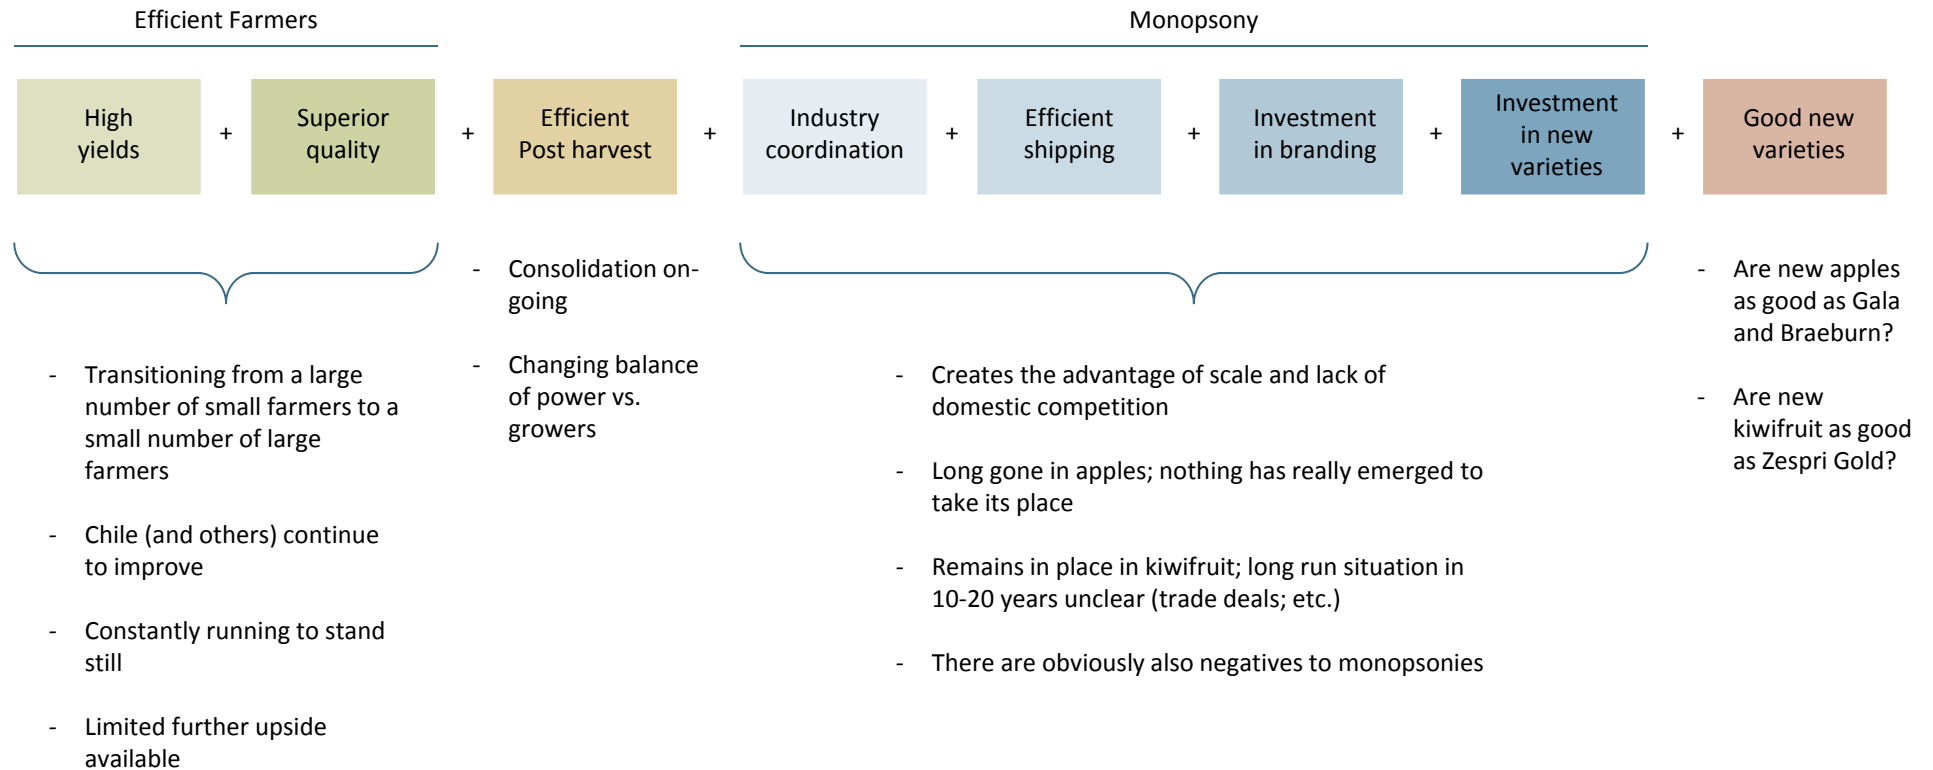 Efficient Farmers
Monopsony
High
yields
+
Superior
quality
+
Efficient
Post harvest
+
Industry
coordination
+
Efficient
shipping
+
Investment
in branding
+
Investment
in new
varieties
+
Good new
varieties
- Transitioning from a large
number of small farmers to a
small number of large
farmers
- Chile (and others) continue
to improve
- Constantly running to stand
still
- Limited further upside
available
- Consolidation on-
going
- Changing balance
of power vs.
growers
- Creates the advantage of scale and lack of
domestic competition
- Long gone in apples; nothing has really emerged to
take its place
- Remains in place in kiwifruit; long run situation in
10-20 years unclear (trade deals; etc.)
- There are obviously also negatives to monopsonies
- Are new apples
as good as Gala
and Braeburn?
- Are new
kiwifruit as good
as Zespri Gold?